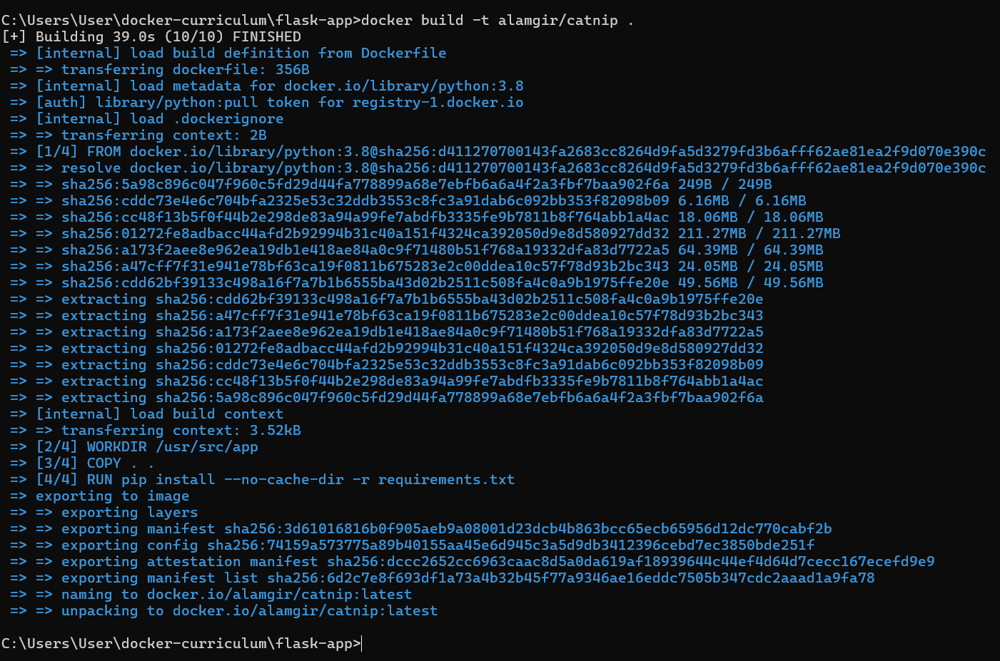 C:\Users\User\docker-curriculum\flask-app>docker build -t alamgir/catnip .
[+] Building 39.0s (10/10) FINISHED
=> [internal] load build definition from Dockerfile
=> => transferring dockerfile: 356B
=> [internal] load metadata for docker.io/library/python:3.8
=> [auth] library/python:pull token for registry-1.docker.io
=> [internal] load .dockerignore
=> => transferring context: 2B
=> [1/4] FROM docker.io/library/python:3.8@sha256:d411270700143fa2683cc8264d9fa5d3279fd3b6afff62ae81ea2f9d070e390c
=> => resolve docker.io/library/python:3.8@sha256:d411270700143fa2683cc8264d9fa5d3279fd3b6afff62ae81ea2f9d070e390c
=> => sha256:5a98c896c047f960c5fd29d44fa778899a68e7ebfb6a6a4f2a3fbf7baa902f6a 249B / 249B
=> => sha256:cddc73e4e6c704bfa2325e53c32ddb3553c8fc3a91dab6c092bb353f82098b09 6.16MB / 6.16MB
=> => sha256:cc48f13b5f0f44b2e298de83a94a99fe7abdfb3335fe9b7811b8f764abb1a4ac 18.06MB / 18.06MB
=> => sha256:01272fe8adbacc44afd2b92994b31c40a151f4324ca392050d9e8d580927dd32 211.27MB / 211.27MB
=> => sha256:a173f2aee8e962ea19db1e418ae84a0c9f71480b51f768a19332dfa83d7722a5 64.39MB / 64.39MB
=> => sha256:a47cff7f31e941e78bf63ca19f0811b675283e2c00ddea10c57f78d93b2bc343 24.05MB / 24.05MB
=> => sha256:cdd62bf39133c498a16f7a7b1b6555ba43d02b2511c508fa4c0a9b1975ffe20e 49.56MB / 49.56MB
=> => extracting sha256:cdd62bf39133c498a16f7a7b1b6555ba43d02b2511c508fa4c0a9b1975ffe20e
=> => extracting sha256:a47cff7f31e941e78bf63ca19f0811b675283e2c00ddea10c57f78d93b2bc343
=> => extracting sha256:a173f2aee8e962ea19db1e418ae84a0c9f71480b51f768a19332dfa83d7722a5
=> => extracting sha256:01272fe8adbacc44afd2b92994b31c40a151f4324ca392050d9e8d580927dd32
=> => extracting sha256:cddc73e4e6c704bfa2325e53c32ddb3553c8fc3a91dab6c092bb353f82098b09
=> => extracting sha256:cc48f13b5f0f44b2e298de83a94a99fe7abdfb3335fe9b7811b8f764abb1a4ac
=> => extracting sha256:5a98c896c047f960c5fd29d44fa778899a68e7ebfb6a6a4f2a3fbf7baa902f6a
=> [internal] load build context
=> => transferring context: 3.52kB
=> [2/4] WORKDIR /usr/src/app
=> [3/4] COPY . .
=> [4/4] RUN pip install --no-cache-dir -r requirements.txt
=> exporting to image
=> => exporting layers
=> => exporting manifest sha256:3d61016816b0f905aeb9a08001d23dcb4b863bcc65ecb65956d12dc770cabf2b
=> => exporting config sha256:74159a573775a89b40155aa45e6d945c3a5d9db3412396cebd7ec3850bde251f
=> => exporting attestation manifest sha256:dccc2652cc6963caac8d5a0da619af18939644c44ef4d64d7cecc167ecefd9e9
=> => exporting manifest list sha256:6d2c7e8f693df1a73a4b32b45f77a9346ae16eddc7505b347cdc2aaad1a9fa78
=> => naming to docker.io/alamgir/catnip:latest
=> => unpacking to docker.io/alamgir/catnip:latest
C:\Users\User\docker-curriculum\flask-app>